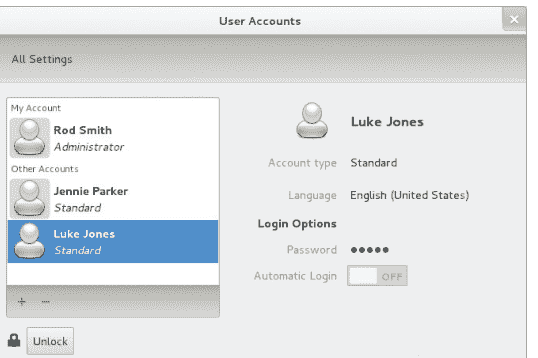 User Accounts
All Settings
My Account
Rod Smith
Administrator
Other Accounts
Jennie Parker
Standard
Luke Jones
Standard
+ −
Unlock
Luke Jones
Account type Standard
Language English (United States)
Login Options
Password ●●●●●
Automatic Login OFF